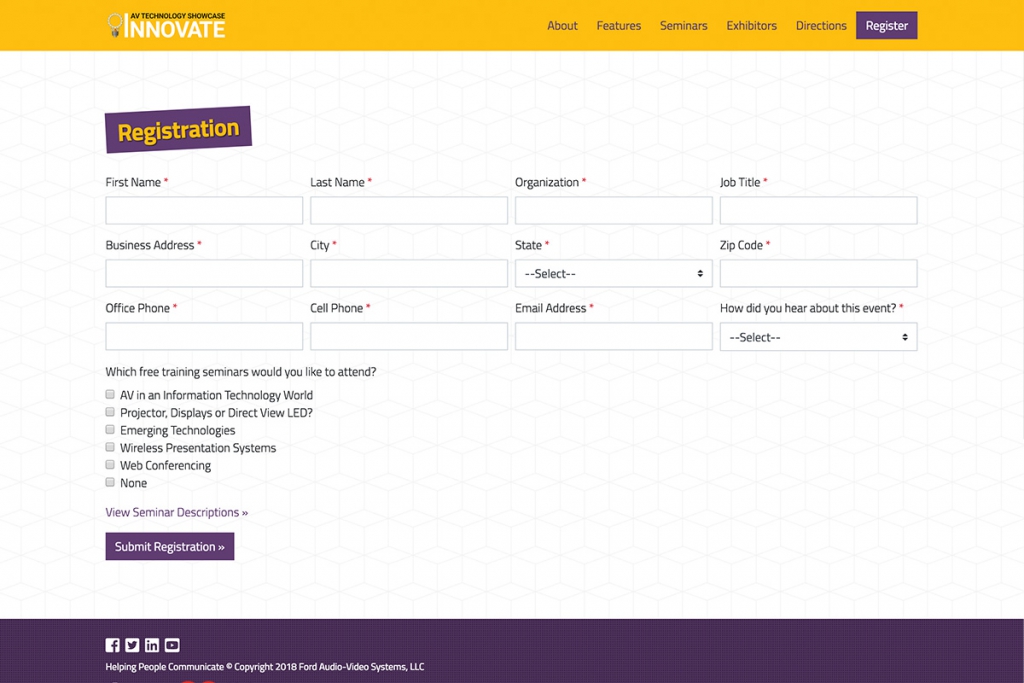 AV TECHNOLOGY SHOWCASE
INNOVATE
About Features Seminars Exhibitors Directions Register
Registration
First Name * Last Name * Organization * Job Title *
Business Address * City * State * Zip Code *
--Select--
Office Phone * Cell Phone * Email Address * How did you hear about this event? *
--Select--
Which free training seminars would you like to attend?
AV in an Information Technology World
Projector, Displays or Direct View LED?
Emerging Technologies
Wireless Presentation Systems
Web Conferencing
None
View Seminar Descriptions »
Submit Registration »
Helping People Communicate © Copyright 2018 Ford Audio-Video Systems, LLC